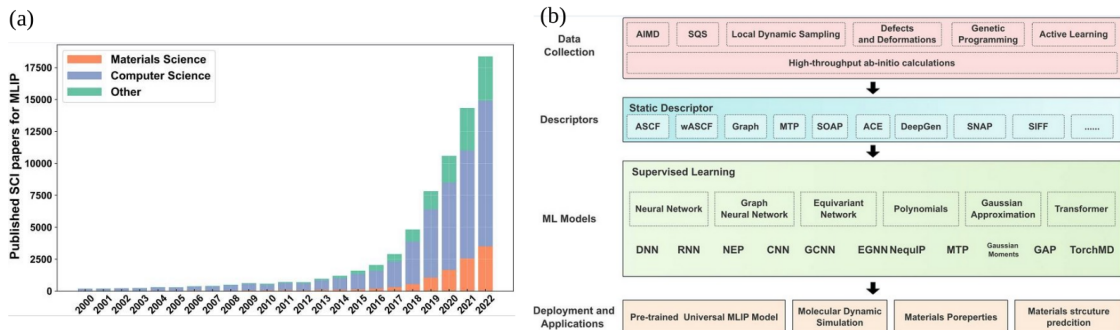 (a)
Published SCI papers for MLIP
17500
15000
12500
10000
7500
5000
2500
0
Materials Science
Computer Science
Other
2000 2001 2002 2003 2004 2005 2006 2007 2008 2009 2010 2011 2012 2013 2014 2015 2016 2017 2018 2019 2020 2021 2022
(b)
Data
Collection
AIMD
SQS
Local Dynamic Sampling
Defects
and Deformations
Genetic
Programming
Active Learning
High-throughput ab-initio calculations
Descriptors
Static Descriptor
ASCF
wASCF
Graph
MTP
SOAP
ACE
DeepGen
SNAP
SIFF
......
ML Models
Supervised Learning
Neural Network
Graph
Neural Network
Equivariant
Network
Polynomials
Gaussian
Approximation
Transformer
DNN
RNN
NEP
CNN
GCNN
EGNN
NequIP
MTP
Gaussian
Moments
GAP
TorchMD
Deployment and
Applications
Pre-trained Universal MLIP Model
Molecular Dynamic
Simulation
Materials Poreperties
Materials strcuture
predcition